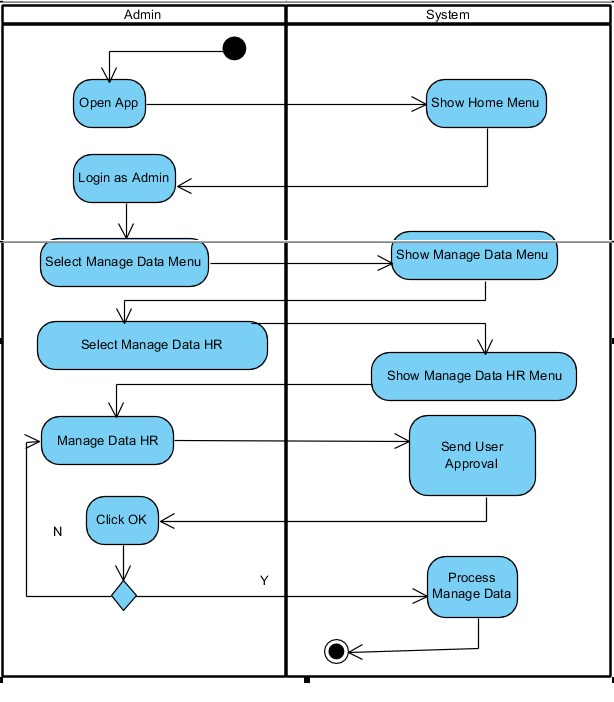 Admin
System
Open App
Show Home Menu
Login as Admin
Select Manage Data Menu
Show Manage Data Menu
Select Manage Data HR
Show Manage Data HR Menu
Manage Data HR
Send User
Approval
Click OK
N
Y
Process
Manage Data